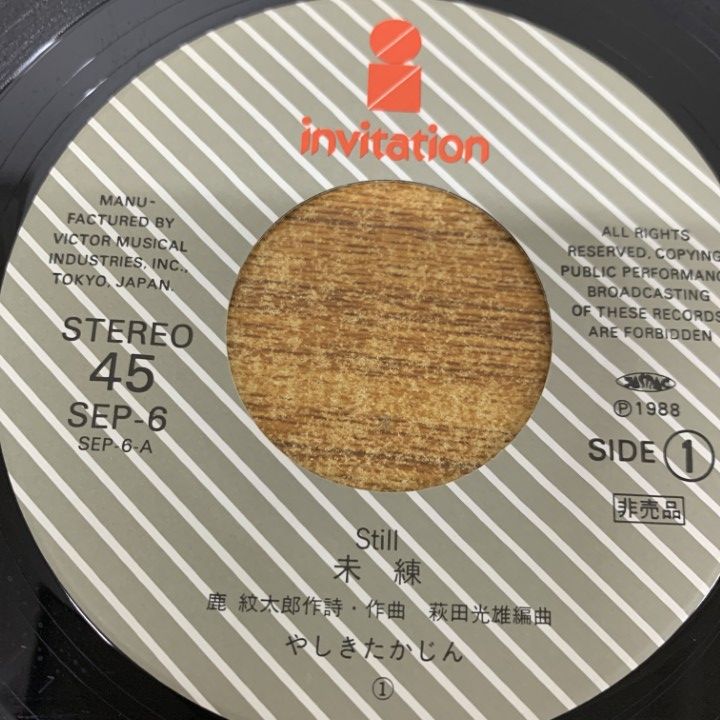 invitation
MANU-
FACTURED BY
VICTOR MUSICAL
INDUSTRIES, INC.,
TOKYO, JAPAN.
ALL RIGHTS
RESERVED. COPYING
PUBLIC PERFORMANC
BROADCASTING
OF THESE RECORDS
ARE FORBIDDEN
STEREO
45
SEP-6
SEP-6-A
JASRAC
Ⓟ1988
SIDE ①
非売品
Still
未練
鹿 紋太郎作詩・作曲 萩田光雄編曲
やしきたかじん
①